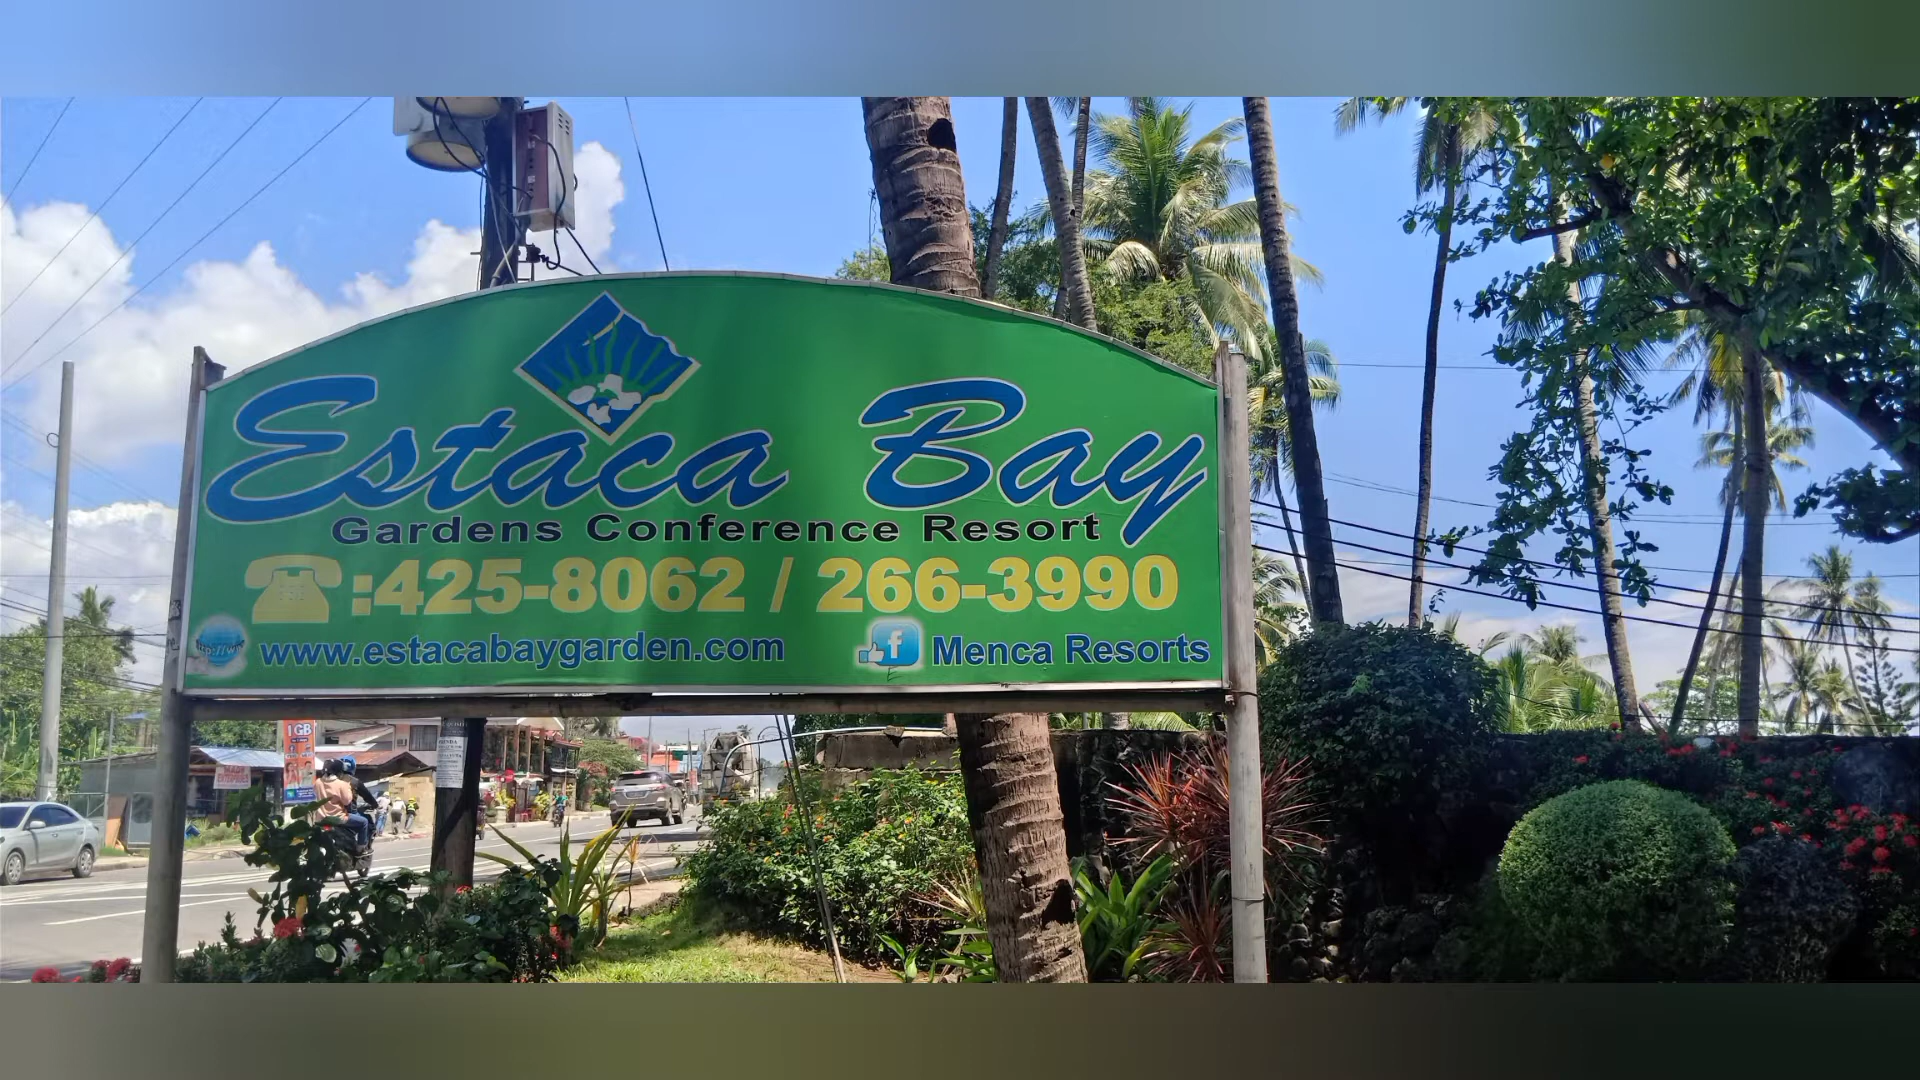 Estaca Bay
Gardens Conference Resort
:425-8062 / 266-3990
www.estacabaygarden.com
f Menca Resorts
1GB